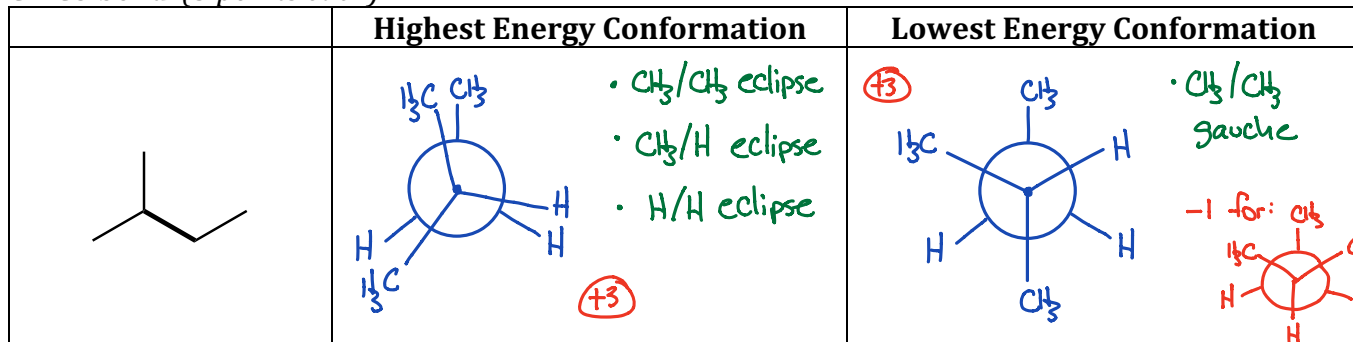 Highest Energy Conformation
Lowest Energy Conformation
H₃C CH₃
• CH₃/CH₃ eclipse
• CH₃/H eclipse
• H/H eclipse
H
H
H
H₃C
+3
+3
CH₃
H₃C
H
H
H
CH₃
• CH₃/CH₃
gauche
-1 for:
CH₃
H₃C
H
H